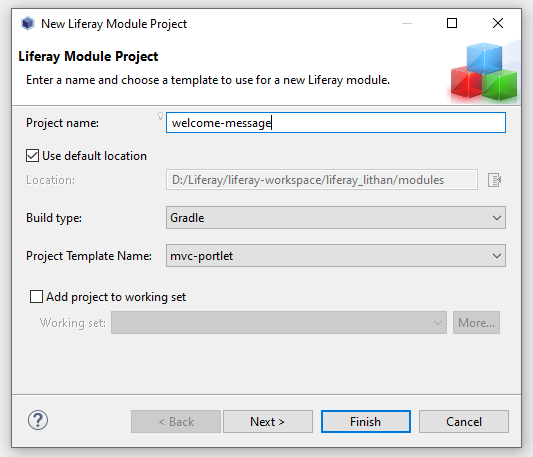 New Liferay Module Project
Liferay Module Project
Enter a name and choose a template to use for a new Liferay module.
Project name: welcome-message
Use default location
Location: D:/Liferay/liferay-workspace/liferay_lithan/modules
Build type: Gradle
Project Template Name: mvc-portlet
Add project to working set
Working set: More...
? < Back Next > Finish Cancel